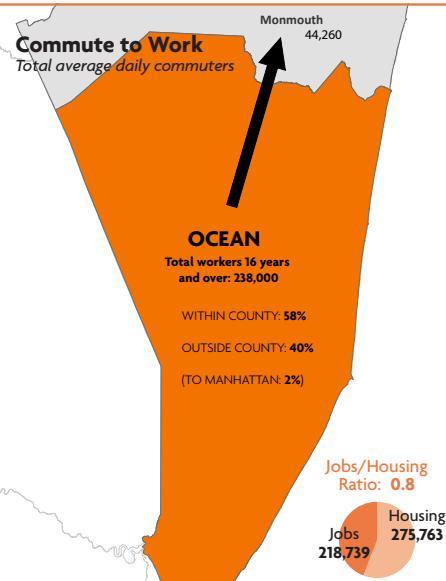 Commute to Work
Total average daily commuters
Monmouth
44,260
OCEAN
Total workers 16 years
and over: 238,000
WITHIN COUNTY: 58%
OUTSIDE COUNTY: 40%
(TO MANHATTAN: 2%)
Jobs/Housing
Ratio: 0.8
Housing
275,763
Jobs
218,739